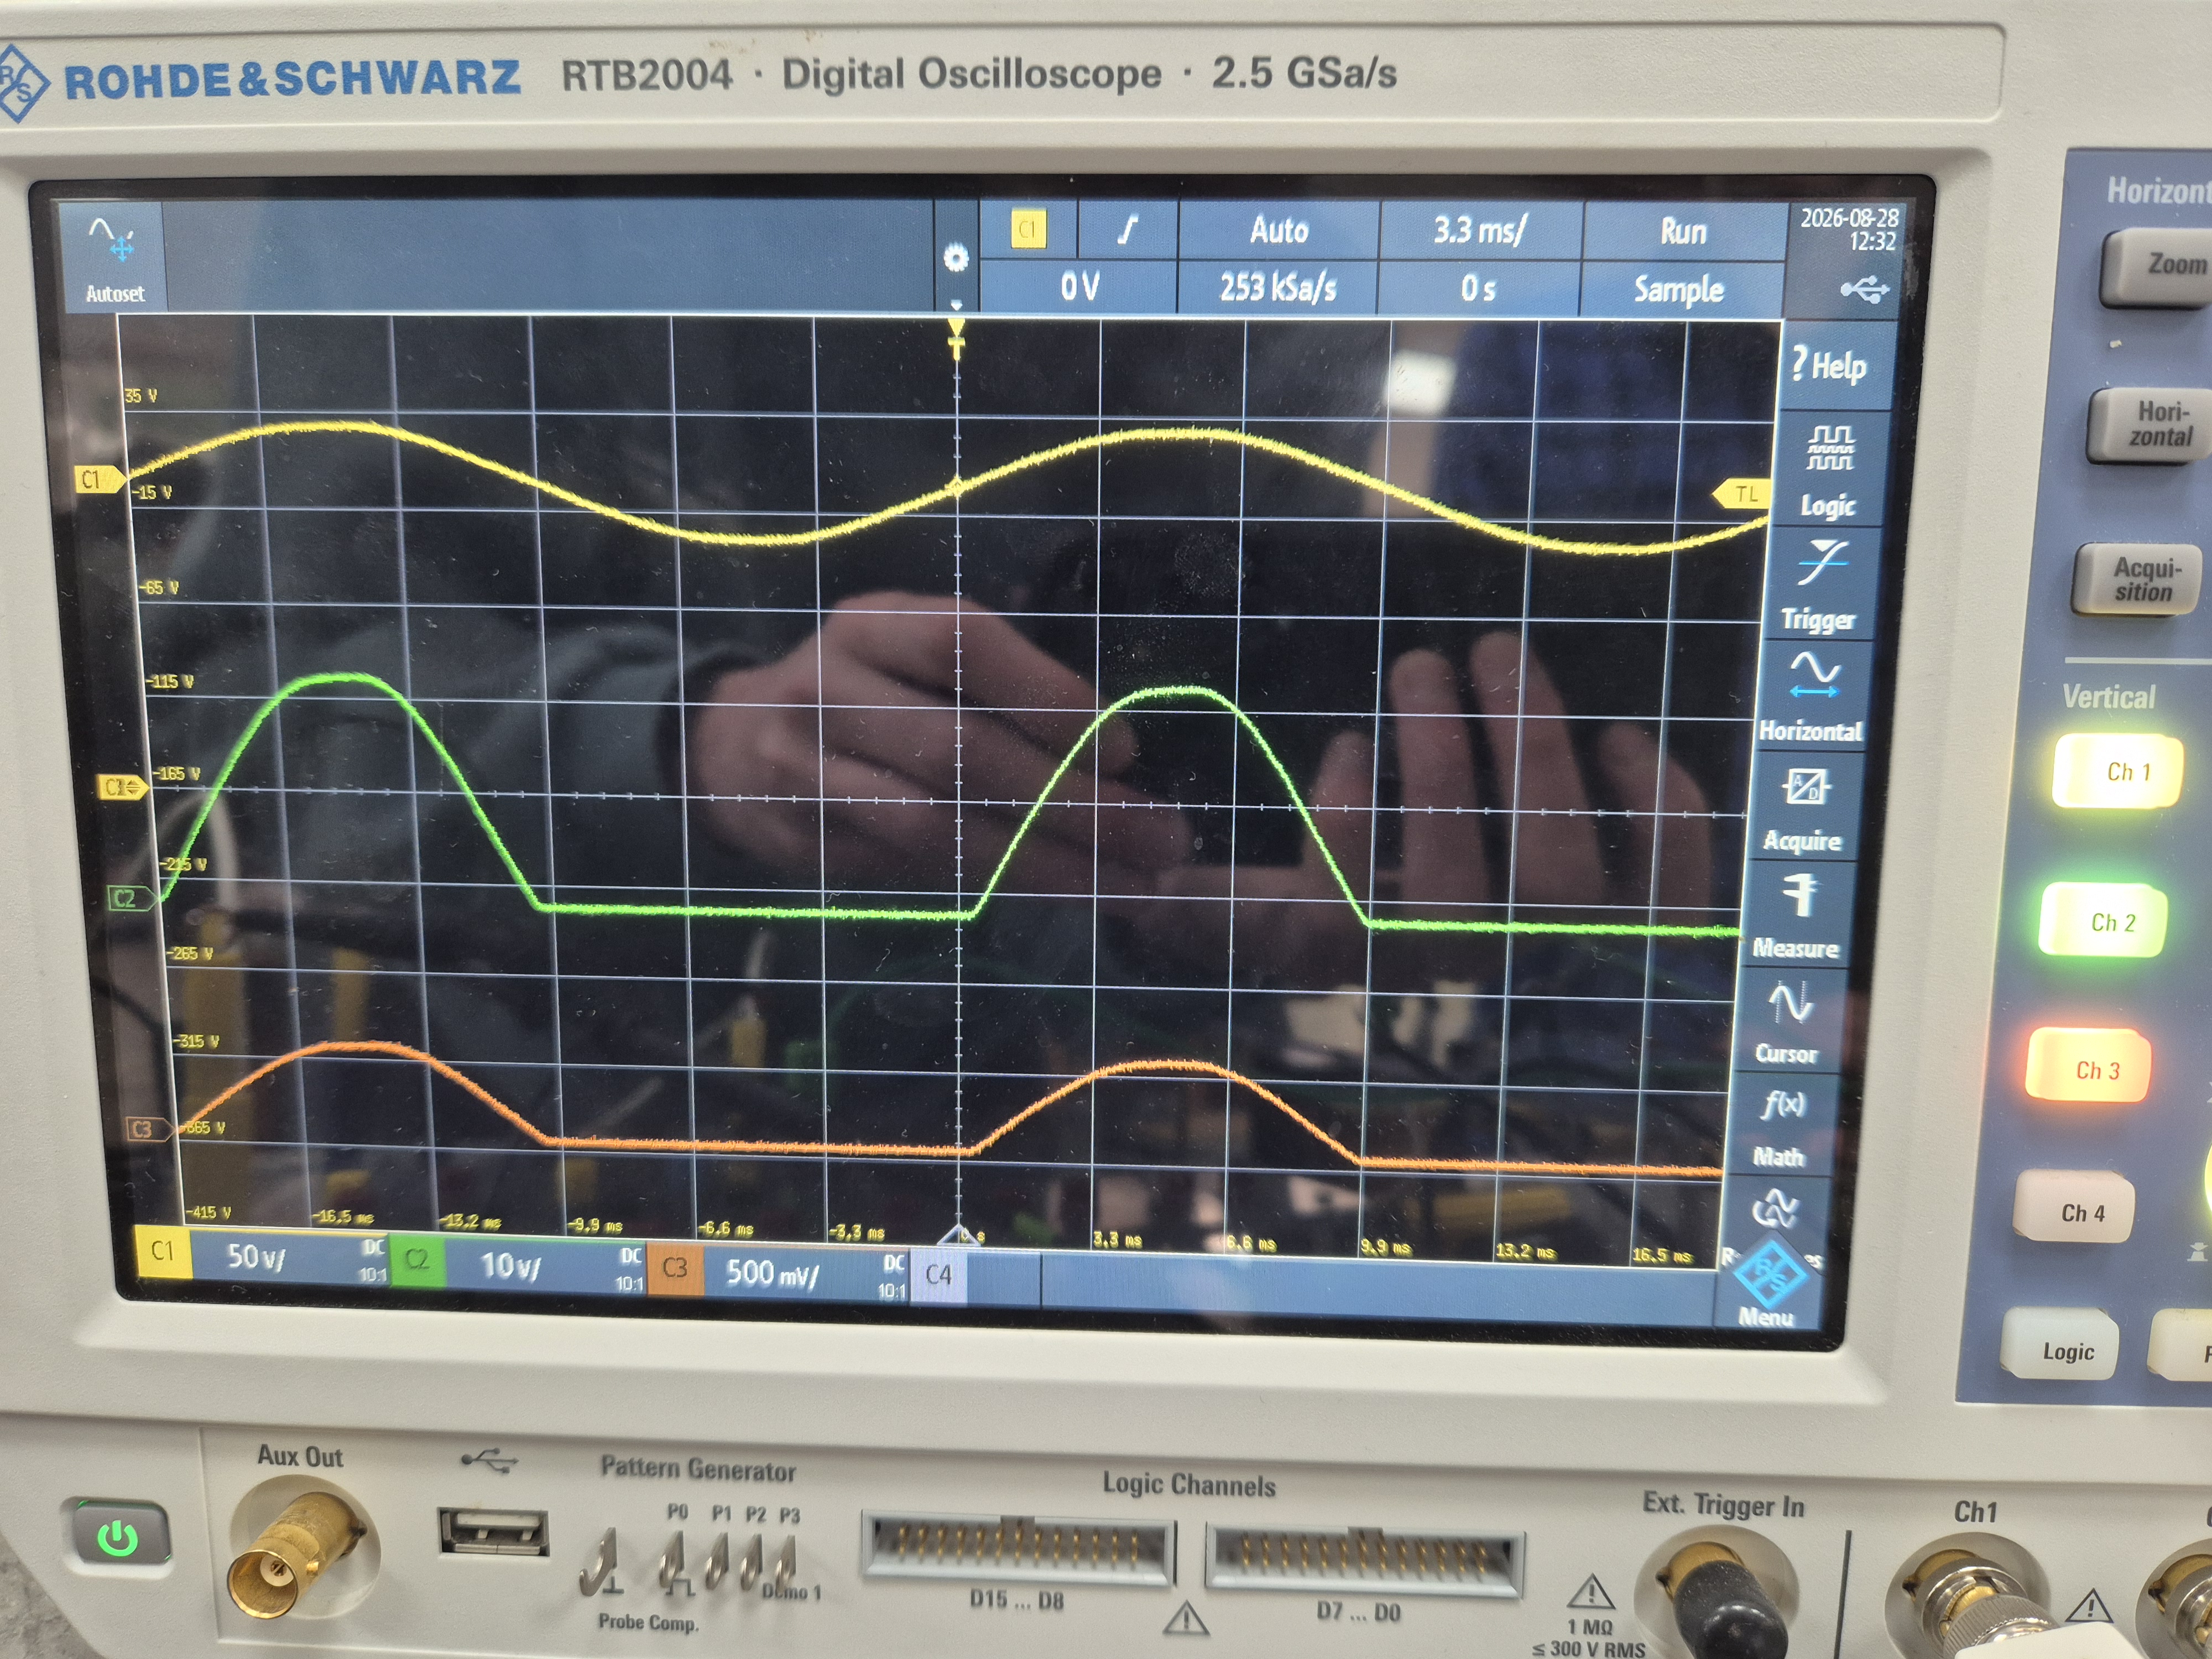 ROHDE&SCHWARZ RTB2004 · Digital Oscilloscope · 2.5 GSa/s
Autoset
C1 Auto 3.3 ms/ Run
0 V 253 kSa/s 0 s Sample
2026-08-28
12:32
T
35 V
C1
-15 V
TL
-65 V
-115 V
-165 V
-215 V
C2
-265 V
-315 V
C3
-365 V
-415 V
-16.5 ms
-13.2 ms
-9.9 ms
-6.6 ms
-3.3 ms
0 s
3.3 ms
6.6 ms
9.9 ms
13.2 ms
16.5 ms
C1 50 V/ DC 10:1
C2 10 V/ DC 10:1
C3 500 mV/ DC 10:1
C4
? Help
Logic
Trigger
Horizontal
Acquire
Measure
Cursor
f(x)
Math
Menu
Horizont
Zoom
Hori-
zontal
Acqui-
sition
Vertical
Ch 1
Ch 2
Ch 3
Ch 4
Logic
Aux Out
Pattern Generator
P0 P1 P2 P3
Demo 1
Probe Comp.
Logic Channels
D15 ... D8
D7 ... D0
Ext. Trigger In
1 MΩ
≤ 300 V RMS
Ch1